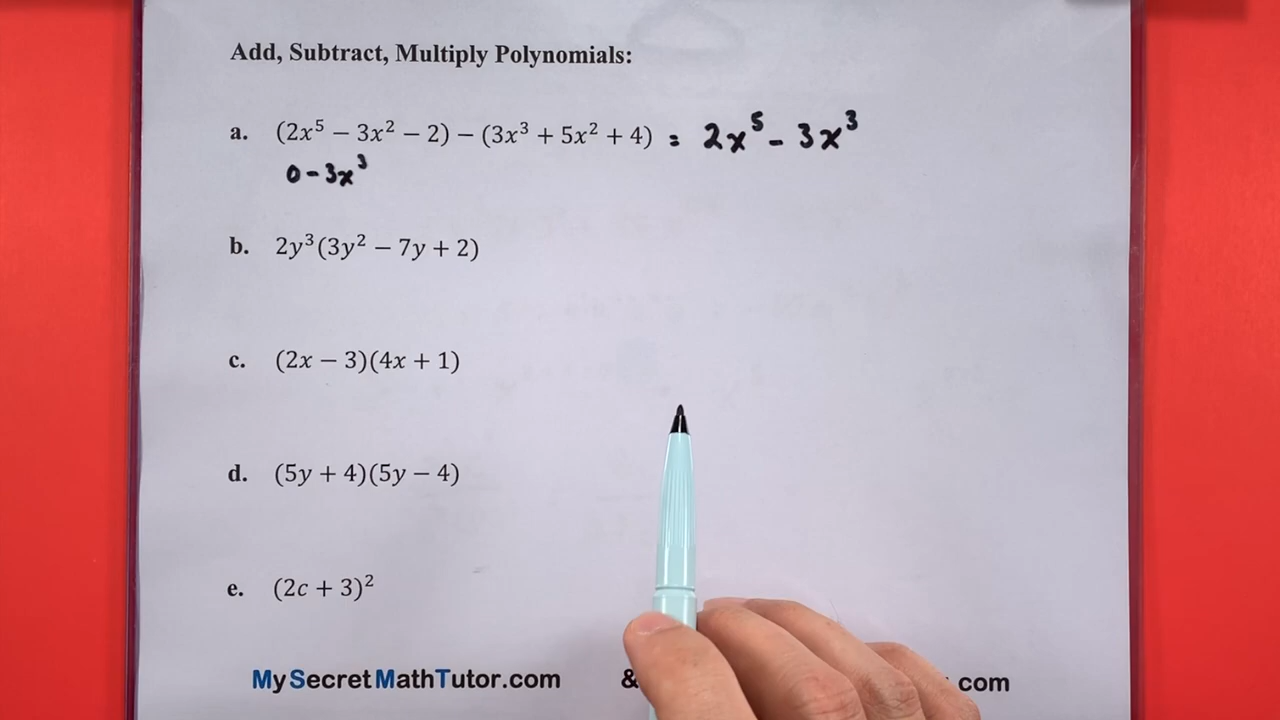 Add, Subtract, Multiply Polynomials:
a. (2x⁵ − 3x² − 2) − (3x³ + 5x² + 4) = 2x⁵ - 3x³
0 - 3x³
b. 2y³(3y² − 7y + 2)
c. (2x − 3)(4x + 1)
d. (5y + 4)(5y − 4)
e. (2c + 3)²
MySecretMathTutor.com & .com